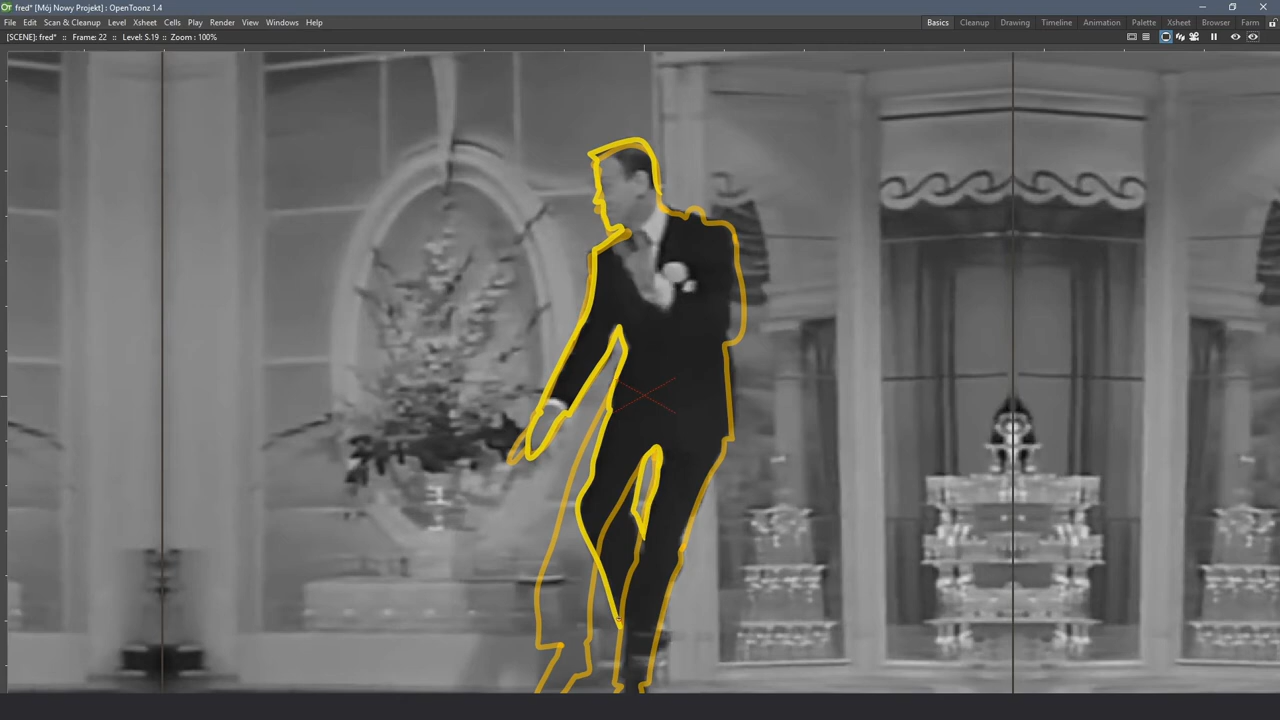 fred* [Mój Nowy Projekt] : OpenToonz 1.4
File Edit Scan & Cleanup Level Xsheet Cells Play Render View Windows Help
Basics Cleanup Drawing Timeline Animation Palette Xsheet Browser Farm
[SCENE]: fred* :: Frame: 22 :: Level: S.19 :: Zoom : 100%